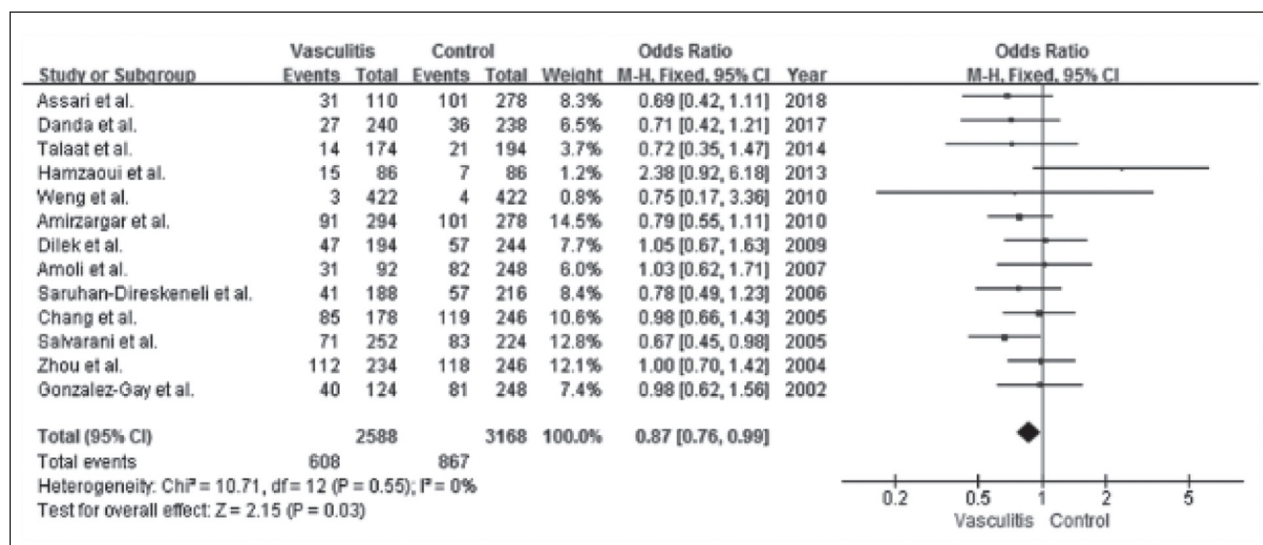 Vasculitis Control Odds Ratio Odds Ratio
Study or Subgroup Events Total Events Total Weight M-H, Fixed, 95% CI Year M-H, Fixed, 95% CI
Assari et al. 31 110 101 278 8.3% 0.69 [0.42, 1.11] 2018
Danda et al. 27 240 36 238 6.5% 0.71 [0.42, 1.21] 2017
Talaat et al. 14 174 21 194 3.7% 0.72 [0.35, 1.47] 2014
Hamzaoui et al. 15 86 7 86 1.2% 2.38 [0.92, 6.18] 2013
Weng et al. 3 422 4 422 0.8% 0.75 [0.17, 3.36] 2010
Amirzargar et al. 91 294 101 278 14.5% 0.79 [0.55, 1.11] 2010
Dilek et al. 47 194 57 244 7.7% 1.05 [0.67, 1.63] 2009
Amoli et al. 31 92 82 248 6.0% 1.03 [0.62, 1.71] 2007
Saruhan-Direskeneli et al. 41 188 57 216 8.4% 0.78 [0.49, 1.23] 2006
Chang et al. 85 178 119 246 10.6% 0.98 [0.66, 1.43] 2005
Salvarani et al. 71 252 83 224 12.8% 0.67 [0.45, 0.98] 2005
Zhou et al. 112 234 118 246 12.1% 1.00 [0.70, 1.42] 2004
Gonzalez-Gay et al. 40 124 81 248 7.4% 0.98 [0.62, 1.56] 2002
Total (95% CI) 2588 3168 100.0% 0.87 [0.76, 0.99]
Total events 608 867
Heterogeneity: Chi² = 10.71, df = 12 (P = 0.55); I² = 0%
Test for overall effect: Z = 2.15 (P = 0.03)
0.2 0.5 1 2 5
Vasculitis Control